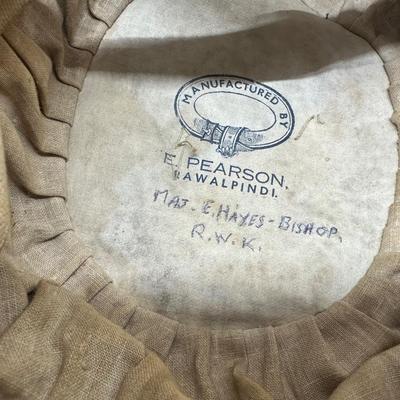 MANUFACTURED BY
E. PEARSON,
RAWALPINDI.
MAJ. E. HAYES-BISHOP,
R.W.K.